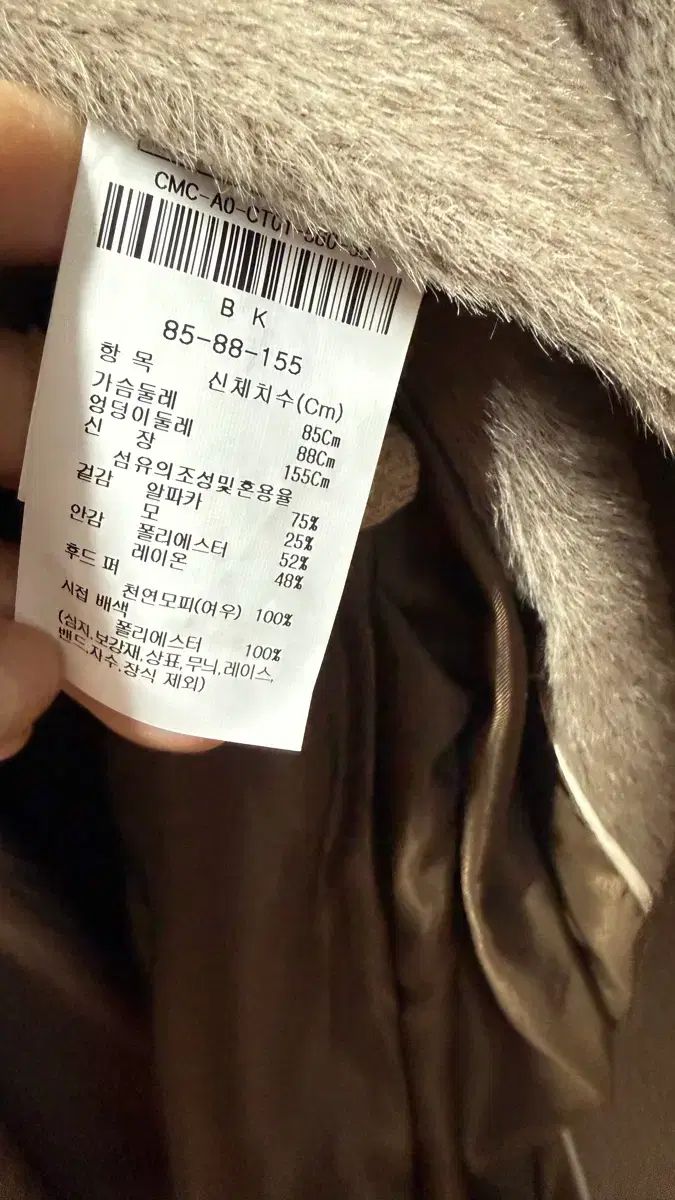 B K
85-88-155
항 목 신체치수(Cm)
가슴둘레 85Cm
엉덩이둘레 88Cm
신 장 155Cm
섬유의조성및혼용율
겉감 알파카 75%
모 25%
안감 폴리에스터 52%
레이온 48%
후드 퍼
천연모피(여우) 100%
시접 배색
폴리에스터 100%
(심지,보강재,상표,무늬,레이스,
밴드,자수,장식 제외)